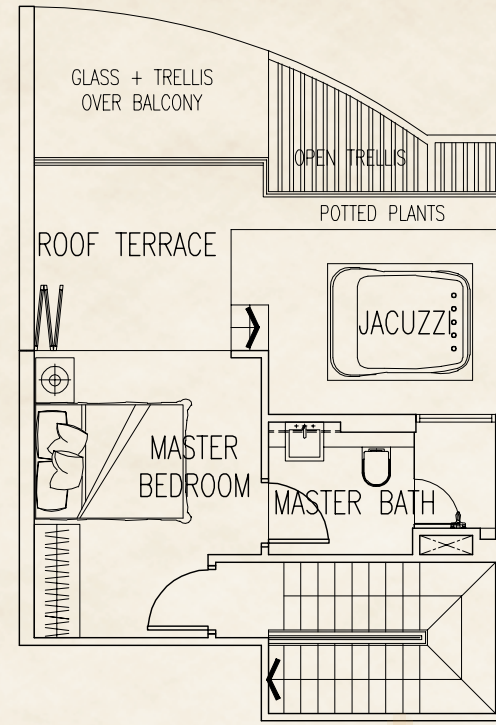 GLASS + TRELLIS
OVER BALCONY
OPEN TRELLIS
POTTED PLANTS
ROOF TERRACE
JACUZZI
MASTER
BEDROOM
MASTER BATH